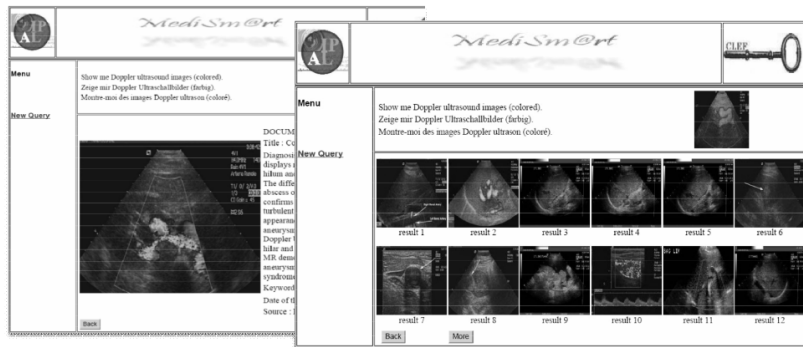 MediSm@rt
Menu
New Query
Show me Doppler ultrasound images (colored).
Zeige mir Doppler Ultraschallbilder (farbig).
Montre-moi des images Doppler ultrason (coloré).
DOCUM
Title : Co
Diagnosi
displays
hilum an
The diffe
abscess o
confirms
turbulent
appearan
aneurysm
Doppler
hilar and
MR dem
aneurysm
syndrome
Keyword
Date of th
Source :
Back
MediSm@rt
CLEF
Menu
New Query
Show me Doppler ultrasound images (colored).
Zeige mir Doppler Ultraschallbilder (farbig).
Montre-moi des images Doppler ultrason (coloré).
result 1 result 2 result 3 result 4 result 5 result 6
result 7 result 8 result 9 result 10 result 11 result 12
Back More